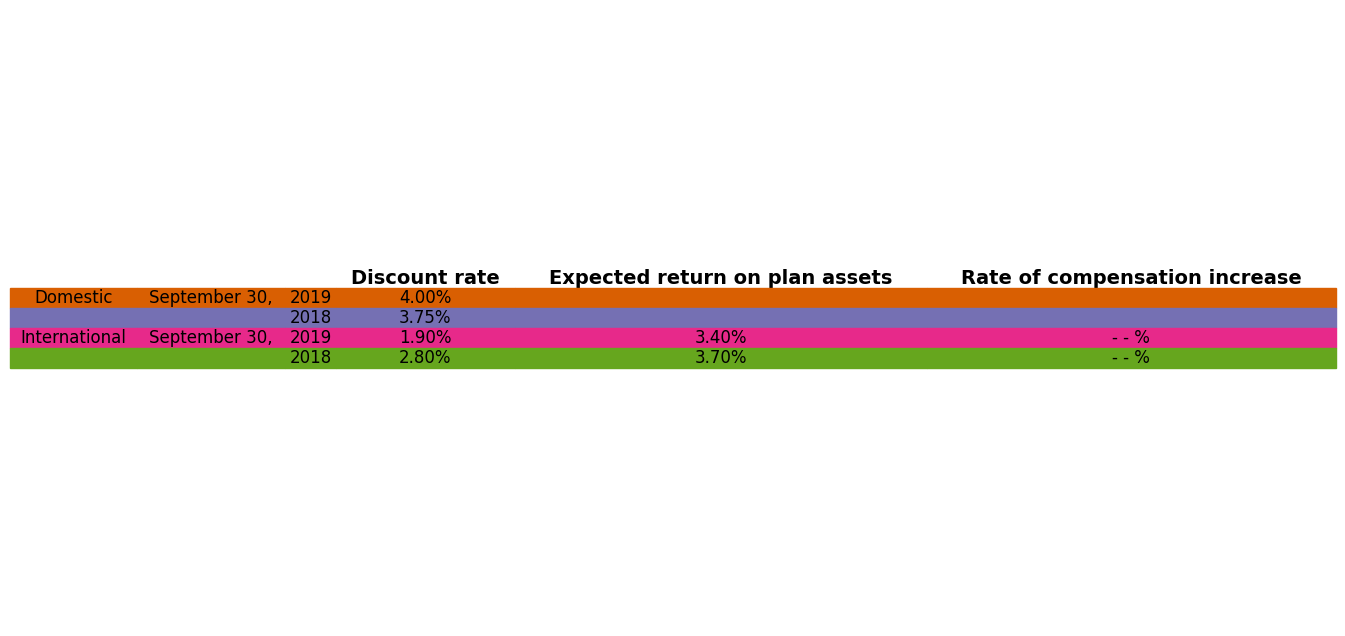 Discount rate Expected return on plan assets Rate of compensation increase
Domestic September 30, 2019 4.00%
2018 3.75%
International September 30, 2019 1.90% 3.40% - - %
2018 2.80% 3.70% - - %